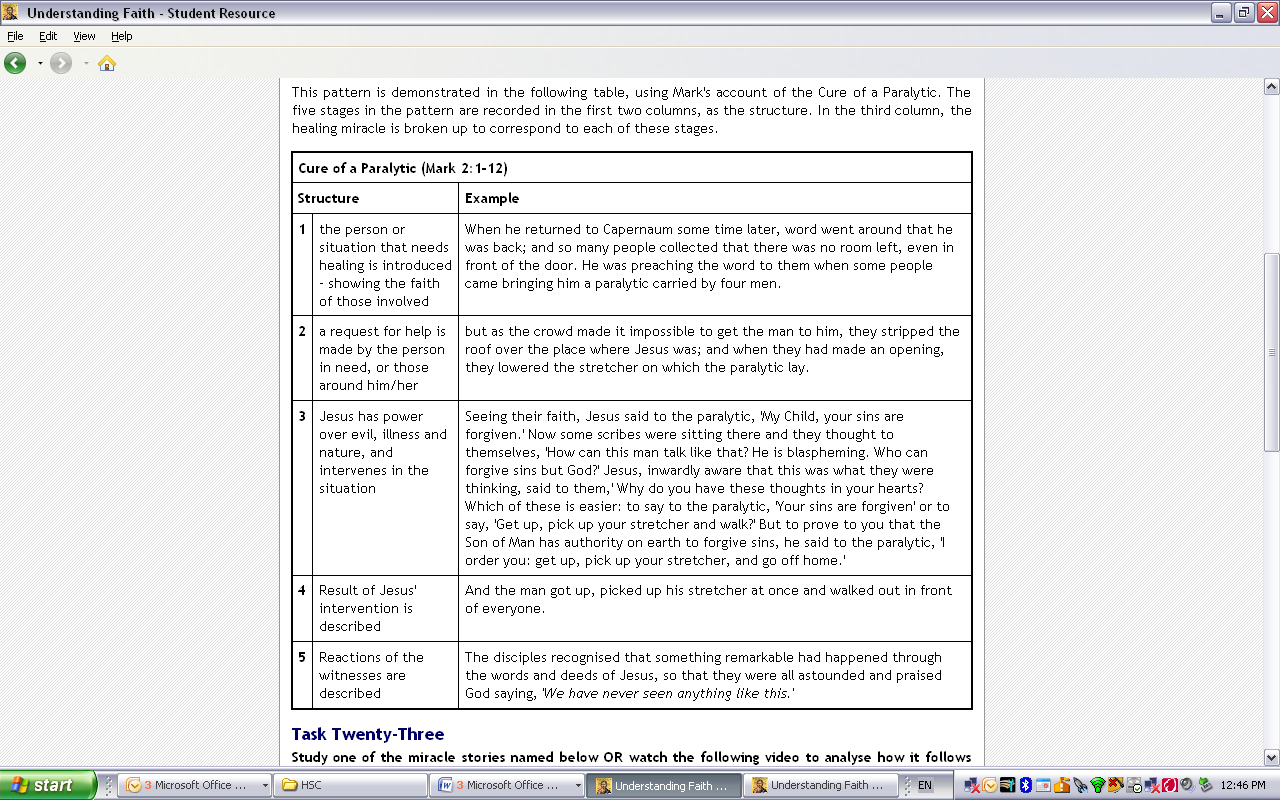 Understanding Faith - Student Resource
File Edit View Help
This pattern is demonstrated in the following table, using Mark's account of the Cure of a Paralytic. The
five stages in the pattern are recorded in the first two columns, as the structure. In the third column, the
healing miracle is broken up to correspond to each of these stages.
Cure of a Paralytic (Mark 2:1-12)
Structure
Example
1
the person or
situation that needs
healing is introduced
- showing the faith
of those involved
When he returned to Capernaum some time later, word went around that he
was back; and so many people collected that there was no room left, even in
front of the door. He was preaching the word to them when some people
came bringing him a paralytic carried by four men.
2
a request for help is
made by the person
in need, or those
around him/her
but as the crowd made it impossible to get the man to him, they stripped the
roof over the place where Jesus was; and when they had made an opening,
they lowered the stretcher on which the paralytic lay.
3
Jesus has power
over evil, illness and
nature, and
intervenes in the
situation
Seeing their faith, Jesus said to the paralytic, 'My Child, your sins are
forgiven.' Now some scribes were sitting there and they thought to
themselves, 'How can this man talk like that? He is blaspheming. Who can
forgive sins but God?' Jesus, inwardly aware that this was what they were
thinking, said to them,' Why do you have these thoughts in your hearts?
Which of these is easier: to say to the paralytic, 'Your sins are forgiven' or to
say, 'Get up, pick up your stretcher and walk?' But to prove to you that the
Son of Man has authority on earth to forgive sins, he said to the paralytic, 'I
order you: get up, pick up your stretcher, and go off home.'
4
Result of Jesus'
intervention is
described
And the man got up, picked up his stretcher at once and walked out in front
of everyone.
5
Reactions of the
witnesses are
described
The disciples recognised that something remarkable had happened through
the words and deeds of Jesus, so that they were all astounded and praised
God saying, 'We have never seen anything like this.'
Task Twenty-Three
Study one of the miracle stories named below OR watch the following video to analyse how it follows
start
3 Microsoft Office ...
HSC
3 Microsoft Office ...
Understanding Faith ...
Understanding Faith ...
EN
12:46 PM